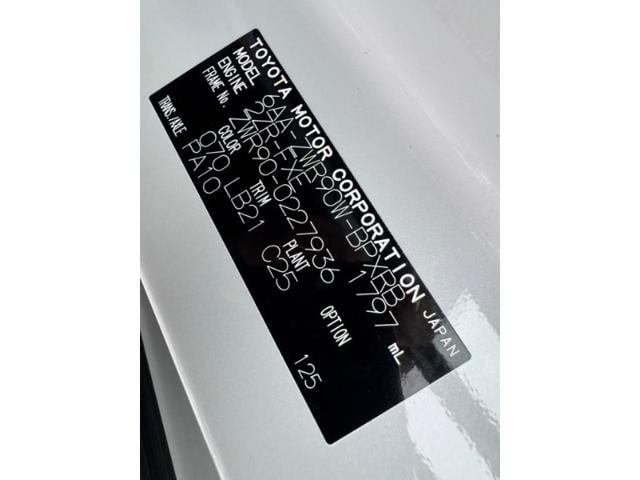 TOYOTA MOTOR CORPORATION JAPAN
MODEL 6AA-ZWR90W-BPXRB
ENGINE 2ZR-FXE 1797 mL
FRAME No. ZWR90-0227936
COLOR TRIM PLANT OPTION
070 LB21 C25 125
TRANS./AXLE PA10